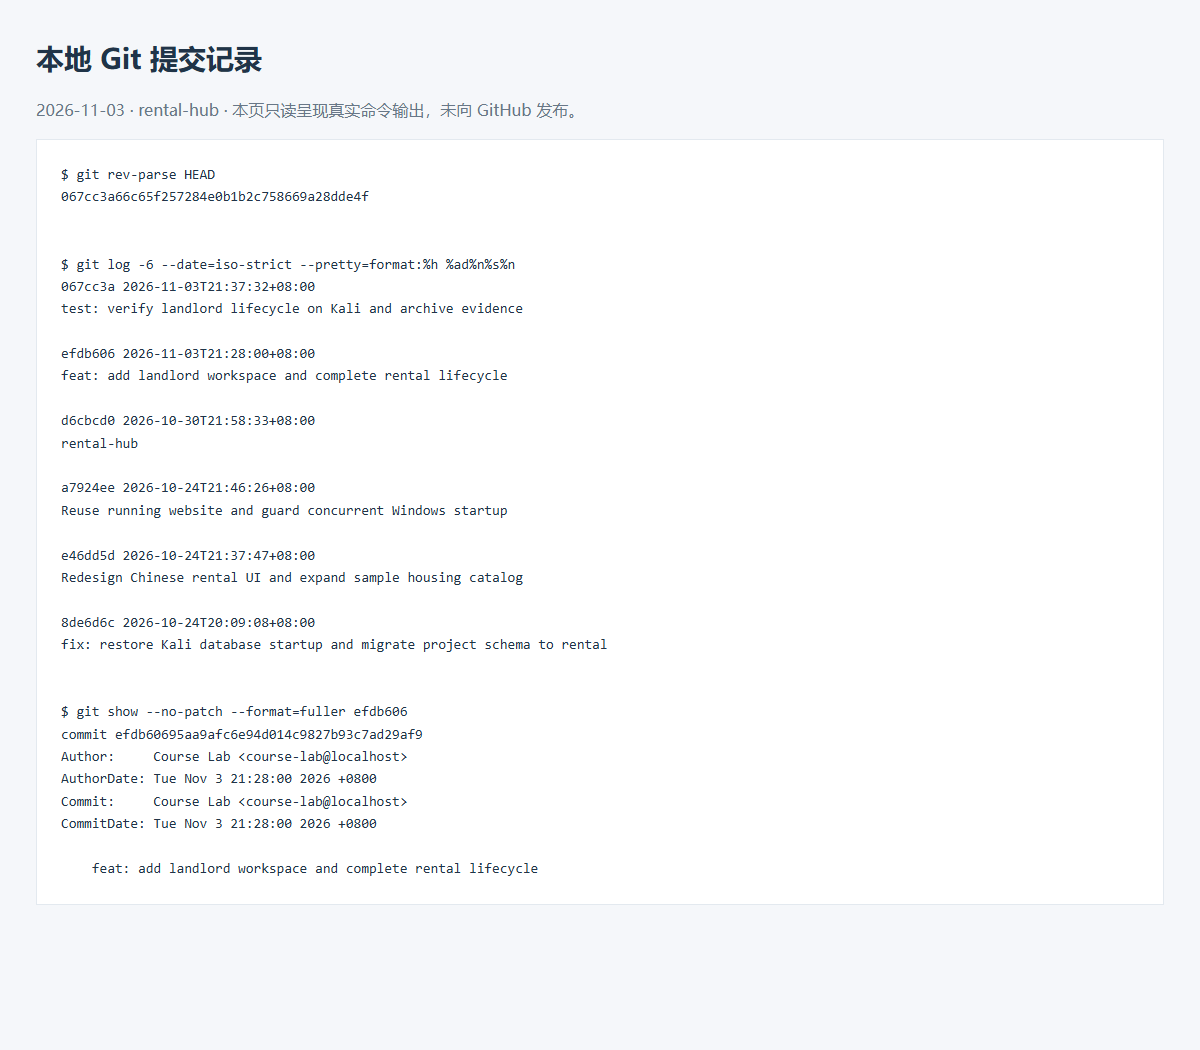 本地 Git 提交记录
2026-11-03 · rental-hub · 本页只读呈现真实命令输出，未向 GitHub 发布。
$ git rev-parse HEAD
067cc3a66c65f257284e0b1b2c758669a28dde4f
$ git log -6 --date=iso-strict --pretty=format:%h %ad%n%s%n
067cc3a 2026-11-03T21:37:32+08:00
test: verify landlord lifecycle on Kali and archive evidence
efdb606 2026-11-03T21:28:00+08:00
feat: add landlord workspace and complete rental lifecycle
d6cbcd0 2026-10-30T21:58:33+08:00
rental-hub
a7924ee 2026-10-24T21:46:26+08:00
Reuse running website and guard concurrent Windows startup
e46dd5d 2026-10-24T21:37:47+08:00
Redesign Chinese rental UI and expand sample housing catalog
8de6d6c 2026-10-24T20:09:08+08:00
fix: restore Kali database startup and migrate project schema to rental
$ git show --no-patch --format=fuller efdb606
commit efdb60695aa9afc6e94d014c9827b93c7ad29af9
Author:     Course Lab <course-lab@localhost>
AuthorDate: Tue Nov 3 21:28:00 2026 +0800
Commit:     Course Lab <course-lab@localhost>
CommitDate: Tue Nov 3 21:28:00 2026 +0800
    feat: add landlord workspace and complete rental lifecycle